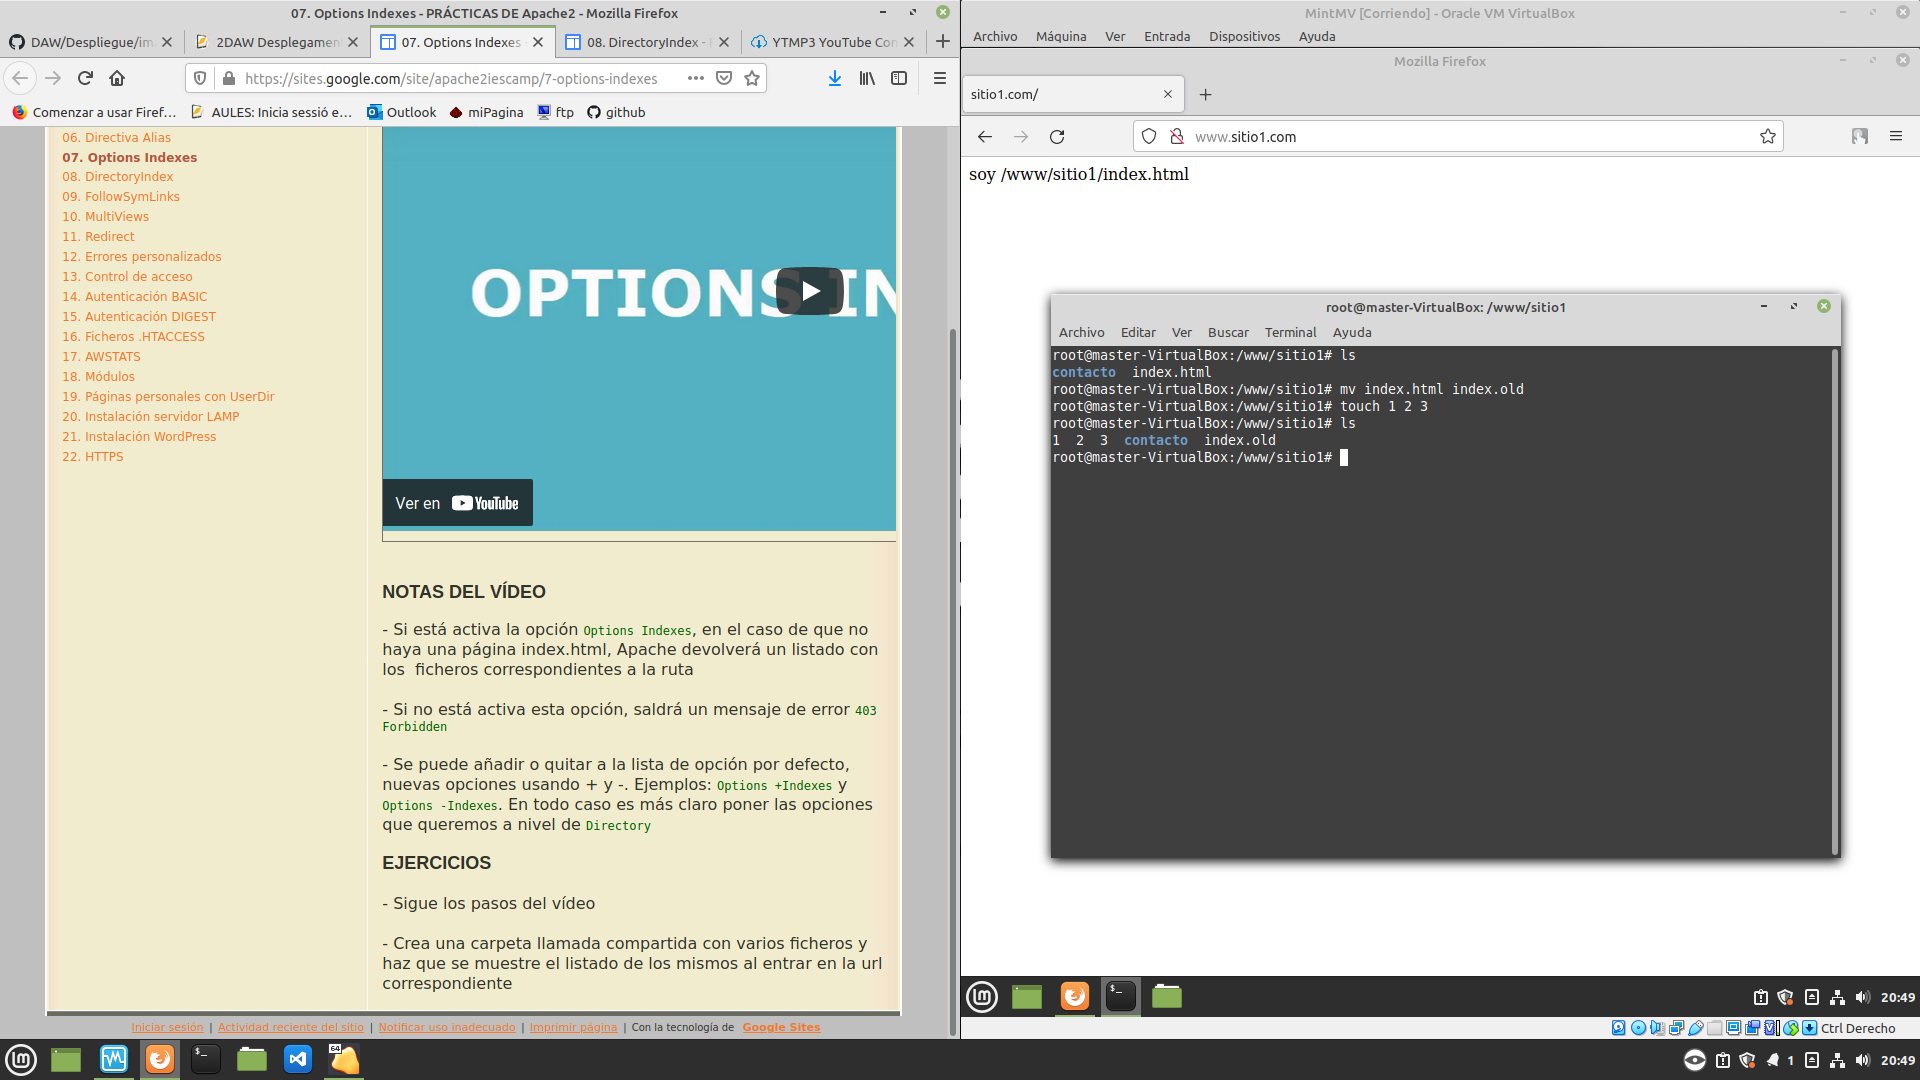 07. Options Indexes - PRÁCTICAS DE Apache2 - Mozilla Firefox
DAW/Despliegue/im
2DAW Desplegamen
07. Options Indexes
08. DirectoryIndex -
YTMP3 YouTube Con
https://sites.google.com/site/apache2iescamp/7-options-indexes
Comenzar a usar Firef…
AULES: Inicia sessió e…
Outlook
miPagina
ftp
github
06. Directiva Alias
07. Options Indexes
08. DirectoryIndex
09. FollowSymLinks
10. MultiViews
11. Redirect
12. Errores personalizados
13. Control de acceso
14. Autenticación BASIC
15. Autenticación DIGEST
16. Ficheros .HTACCESS
17. AWSTATS
18. Módulos
19. Páginas personales con UserDir
20. Instalación servidor LAMP
21. Instalación WordPress
22. HTTPS
OPTIONS IN
Ver en YouTube
NOTAS DEL VÍDEO
- Si está activa la opción Options Indexes, en el caso de que no
haya una página index.html, Apache devolverá un listado con
los  ficheros correspondientes a la ruta
- Si no está activa esta opción, saldrá un mensaje de error 403
Forbidden
- Se puede añadir o quitar a la lista de opción por defecto,
nuevas opciones usando + y -. Ejemplos: Options +Indexes y
Options -Indexes. En todo caso es más claro poner las opciones
que queremos a nivel de Directory
EJERCICIOS
- Sigue los pasos del vídeo
- Crea una carpeta llamada compartida con varios ficheros y
haz que se muestre el listado de los mismos al entrar en la url
correspondiente
Iniciar sesión | Actividad reciente del sitio | Notificar uso inadecuado | Imprimir página | Con la tecnología de Google Sites
64
1
20:49
MintMV [Corriendo] - Oracle VM VirtualBox
Archivo Máquina Ver Entrada Dispositivos Ayuda
Mozilla Firefox
sitio1.com/
www.sitio1.com
soy /www/sitio1/index.html
root@master-VirtualBox: /www/sitio1
Archivo Editar Ver Buscar Terminal Ayuda
root@master-VirtualBox:/www/sitio1# ls
contacto  index.html
root@master-VirtualBox:/www/sitio1# mv index.html index.old
root@master-VirtualBox:/www/sitio1# touch 1 2 3
root@master-VirtualBox:/www/sitio1# ls
1  2  3  contacto  index.old
root@master-VirtualBox:/www/sitio1#
20:49
Ctrl Derecho